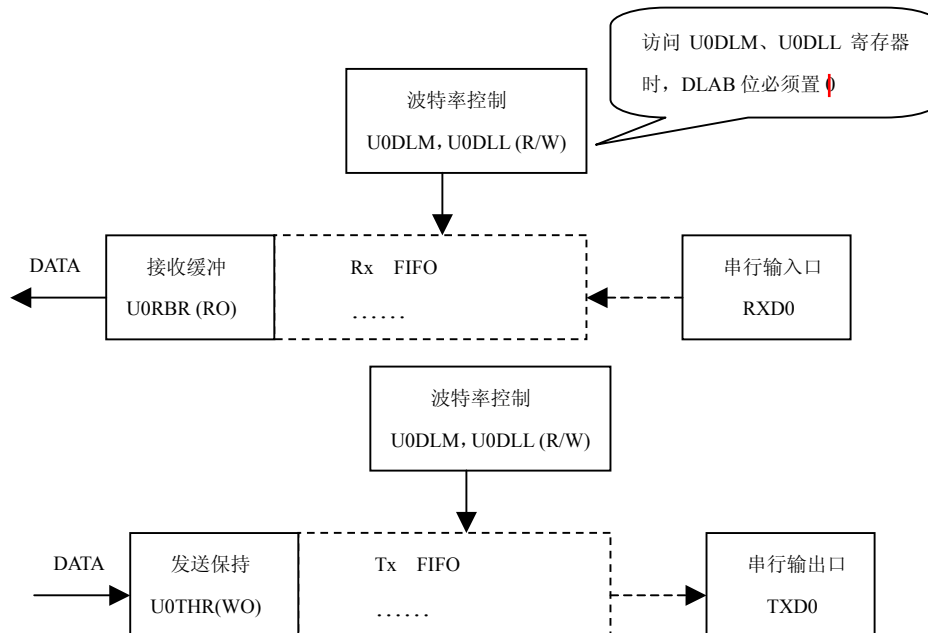 访问 U0DLM、U0DLL 寄存器
时，DLAB 位必须置
波特率控制
U0DLM，U0DLL (R/W)
DATA
接收缓冲
U0RBR (RO)
Rx FIFO
……
串行输入口
RXD0
波特率控制
U0DLM，U0DLL (R/W)
DATA
发送保持
U0THR(WO)
Tx FIFO
……
串行输出口
TXD0